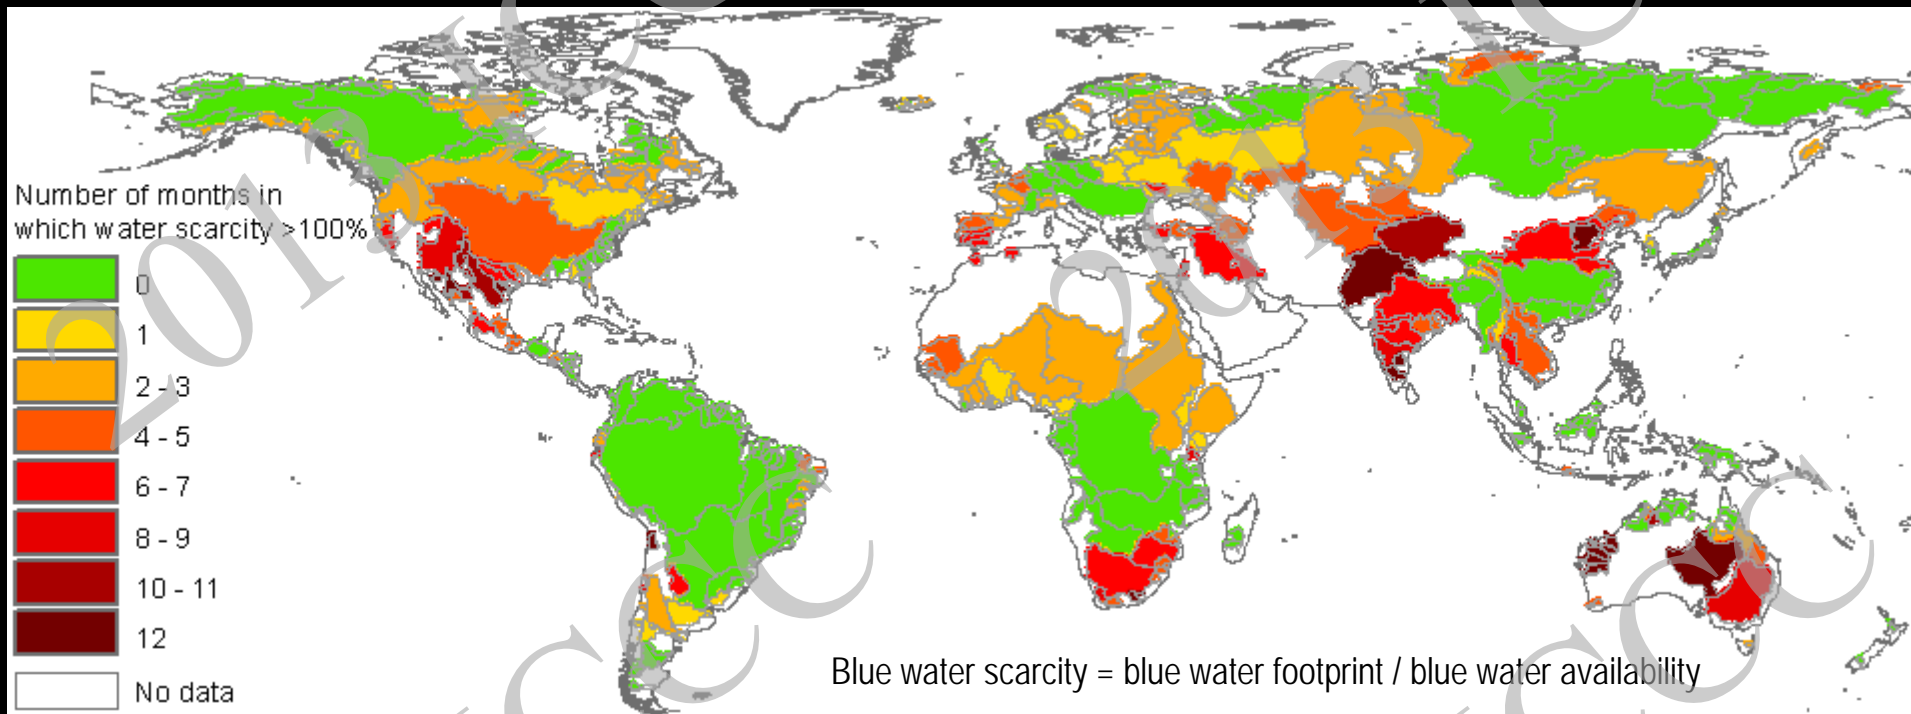 Number of months in
which water scarcity >100%
0
1
2 - 3
4 - 5
6 - 7
8 - 9
10 - 11
12
No data
Blue water scarcity = blue water footprint / blue water availability